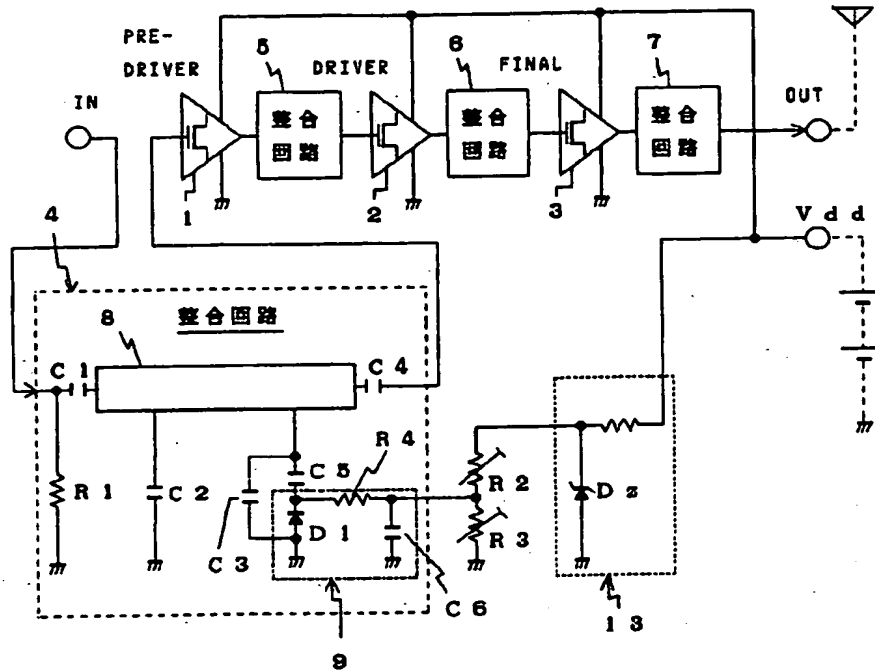 PRE-
DRIVER
5
DRIVER
6
FINAL
7
IN
OUT
整合
回路
整合
回路
整合
回路
1
2
3
4
Vdd
整合回路
8
C1
C4
R4
R1
C2
C5
R2
Dz
C3
D1
R3
C6
9
13